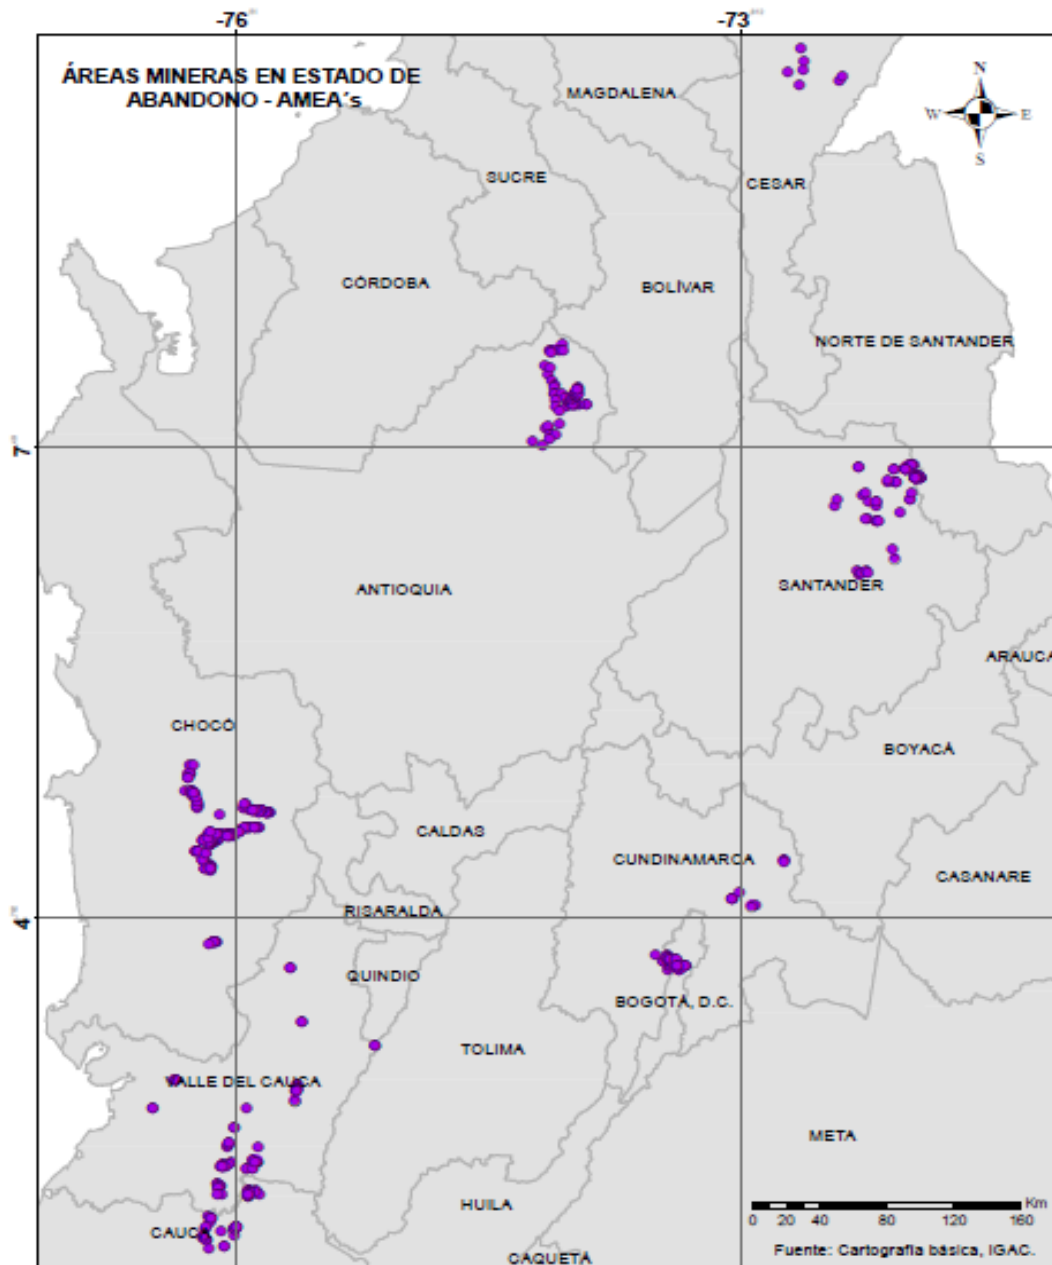 -76°
-73°
ÁREAS MINERAS EN ESTADO DE
ABANDONO - AMEA´s
N
W
E
S
MAGDALENA
SUCRE
CESAR
CÓRDOBA
BOLÍVAR
NORTE DE SANTANDER
7°
ANTIOQUIA
SANTANDER
ARAUCA
CHOCÓ
BOYACÁ
CALDAS
CUNDINAMARCA
CASANARE
RISARALDA
4°
QUINDIO
BOGOTÁ, D.C.
TOLIMA
VALLE DEL CAUCA
META
HUILA
CAUCA
Km
0 20 40 80 120 160
Fuente: Cartografía básica, IGAC.
CAQUETÁ